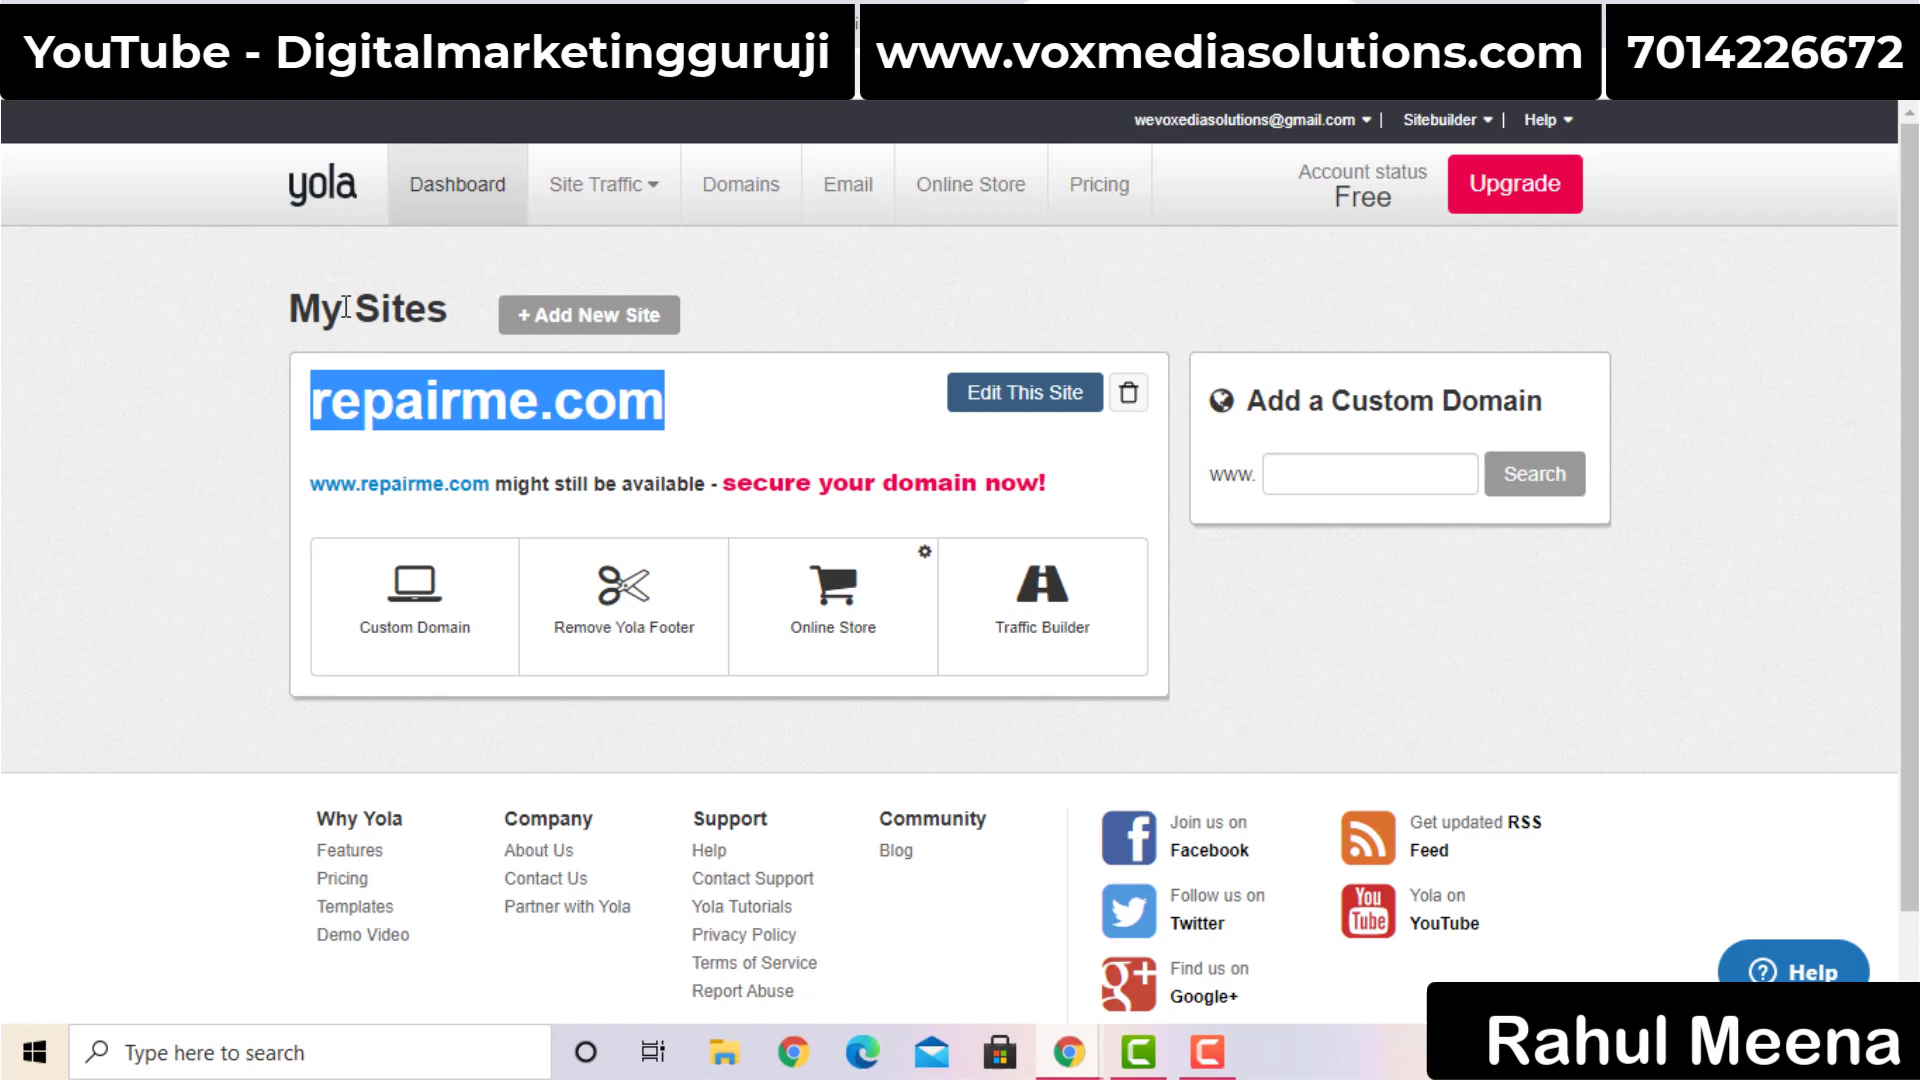 YouTube - Digitalmarketingguruji www.voxmediasolutions.com 7014226672
wevoxediasolutions@gmail.com | Sitebuilder | Help
yola Dashboard Site Traffic Domains Email Online Store Pricing Account status Free Upgrade
My Sites + Add New Site
repairme.com Edit This Site
www.repairme.com might still be available - secure your domain now!
Custom Domain Remove Yola Footer Online Store Traffic Builder
Add a Custom Domain
www. Search
Why Yola
Features
Pricing
Templates
Demo Video
Company
About Us
Contact Us
Partner with Yola
Support
Help
Contact Support
Yola Tutorials
Privacy Policy
Terms of Service
Report Abuse
Community
Blog
f Join us on
Facebook
Follow us on
Twitter
g+ Find us on
Google+
Get updated RSS
Feed
You Tube Yola on
YouTube
? Help
Type here to search
Rahul Meena